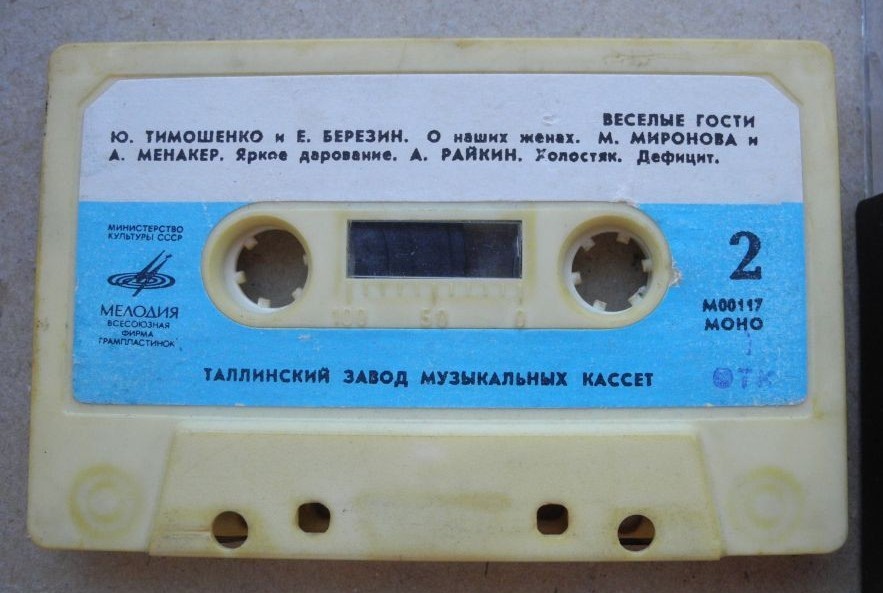 ВЕСЕЛЫЕ ГОСТИ
Ю. ТИМОШЕНКО и Е. БЕРЕЗИН. О наших женах. М. МИРОНОВА и
А. МЕНАКЕР. Яркое дарование. А. РАЙКИН. Холостяк. Дефицит.
МИНИСТЕРСТВО
КУЛЬТУРЫ СССР
МЕЛОДИЯ
ВСЕСОЮЗНАЯ
ФИРМА
ГРАМПЛАСТИНОК
100 50 0
2
М00117
МОНО
ТАЛЛИНСКИЙ ЗАВОД МУЗЫКАЛЬНЫХ КАССЕТ
ОТК